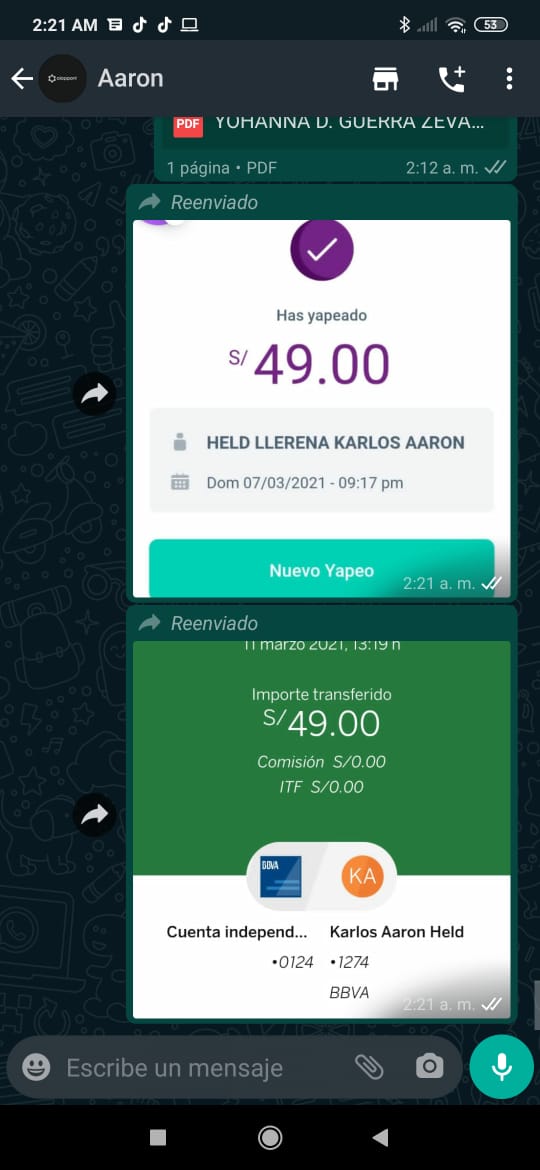 2:21 AM
53
Aaron
PDF YOHANNA D. GUERRA ZEVA...
1 página • PDF 2:12 a. m.
Reenviado
Has yapeado
S/ 49.00
HELD LLERENA KARLOS AARON
Dom 07/03/2021 - 09:17 pm
Nuevo Yapeo
2:21 a. m.
Reenviado
11 marzo 2021, 13:19 h
Importe transferido
S/ 49.00
Comisión S/0.00
ITF S/0.00
BBVA KA
Cuenta independ... Karlos Aaron Held
•0124 •1274
BBVA
2:21 a. m.
Escribe un mensaje